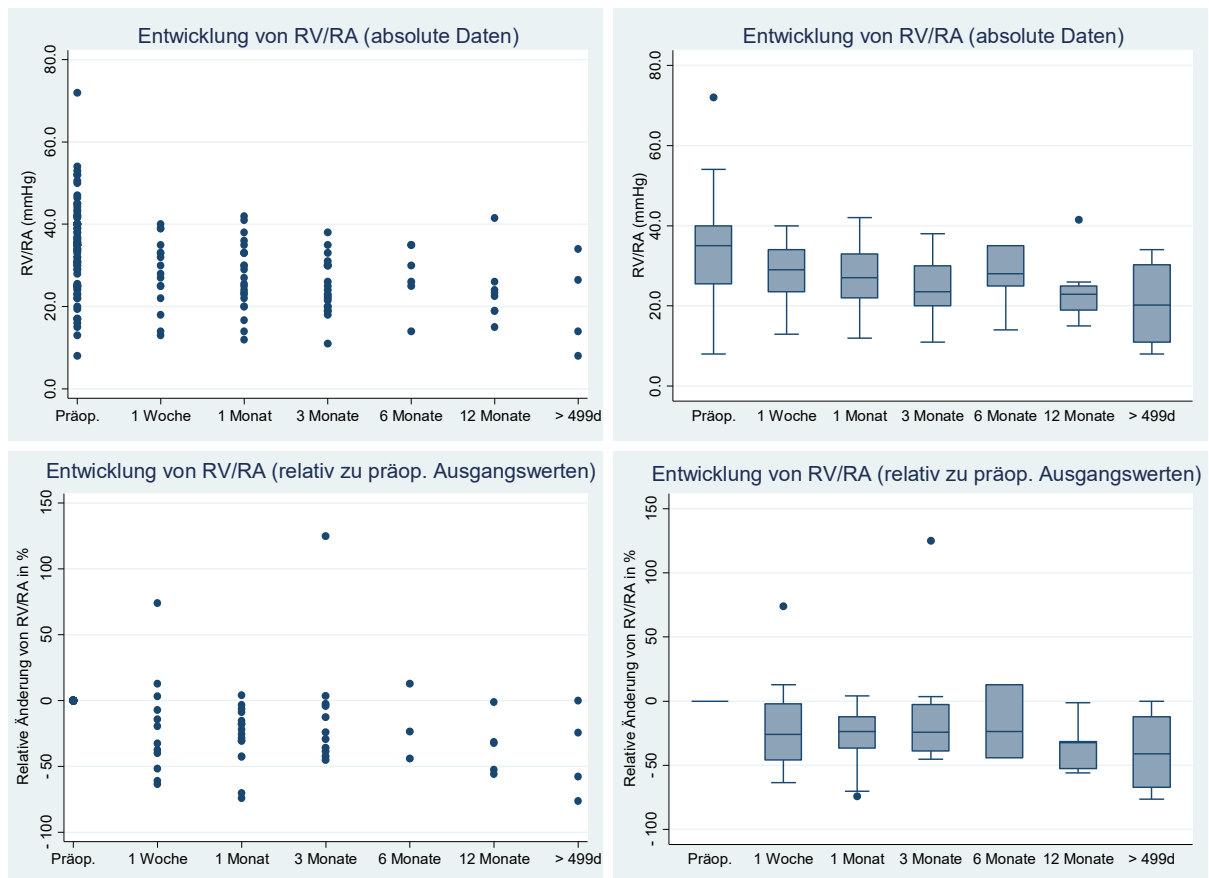 Entwicklung von RV/RA (absolute Daten)
RV/RA (mmHg)
80.0
60.0
40.0
20.0
0.0
Präop. 1 Woche 1 Monat 3 Monate 6 Monate 12 Monate > 499d
Entwicklung von RV/RA (absolute Daten)
RV/RA (mmHg)
80.0
60.0
40.0
20.0
0.0
Präop. 1 Woche 1 Monat 3 Monate 6 Monate 12 Monate > 499d
Entwicklung von RV/RA (relativ zu präop. Ausgangswerten)
Relative Änderung von RV/RA in %
150
100
50
0
- 50
- 100
Präop. 1 Woche 1 Monat 3 Monate 6 Monate 12 Monate > 499d
Entwicklung von RV/RA (relativ zu präop. Ausgangswerten)
Relative Änderung von RV/RA in %
150
100
50
0
- 50
- 100
Präop. 1 Woche 1 Monat 3 Monate 6 Monate 12 Monate > 499d